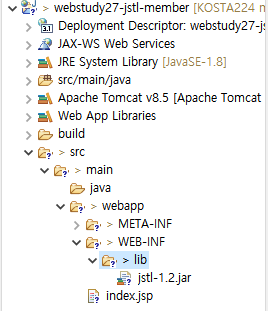 > webstudy27-jstl-member [KOSTA224 m
> Deployment Descriptor: webstudy27-js
JAX-WS Web Services
JRE System Library [JavaSE-1.8]
> src/main/java
Apache Tomcat v8.5 [Apache Tomcat
Web App Libraries
build
> src
> main
java
> webapp
> META-INF
> WEB-INF
> lib
jstl-1.2.jar
index.jsp